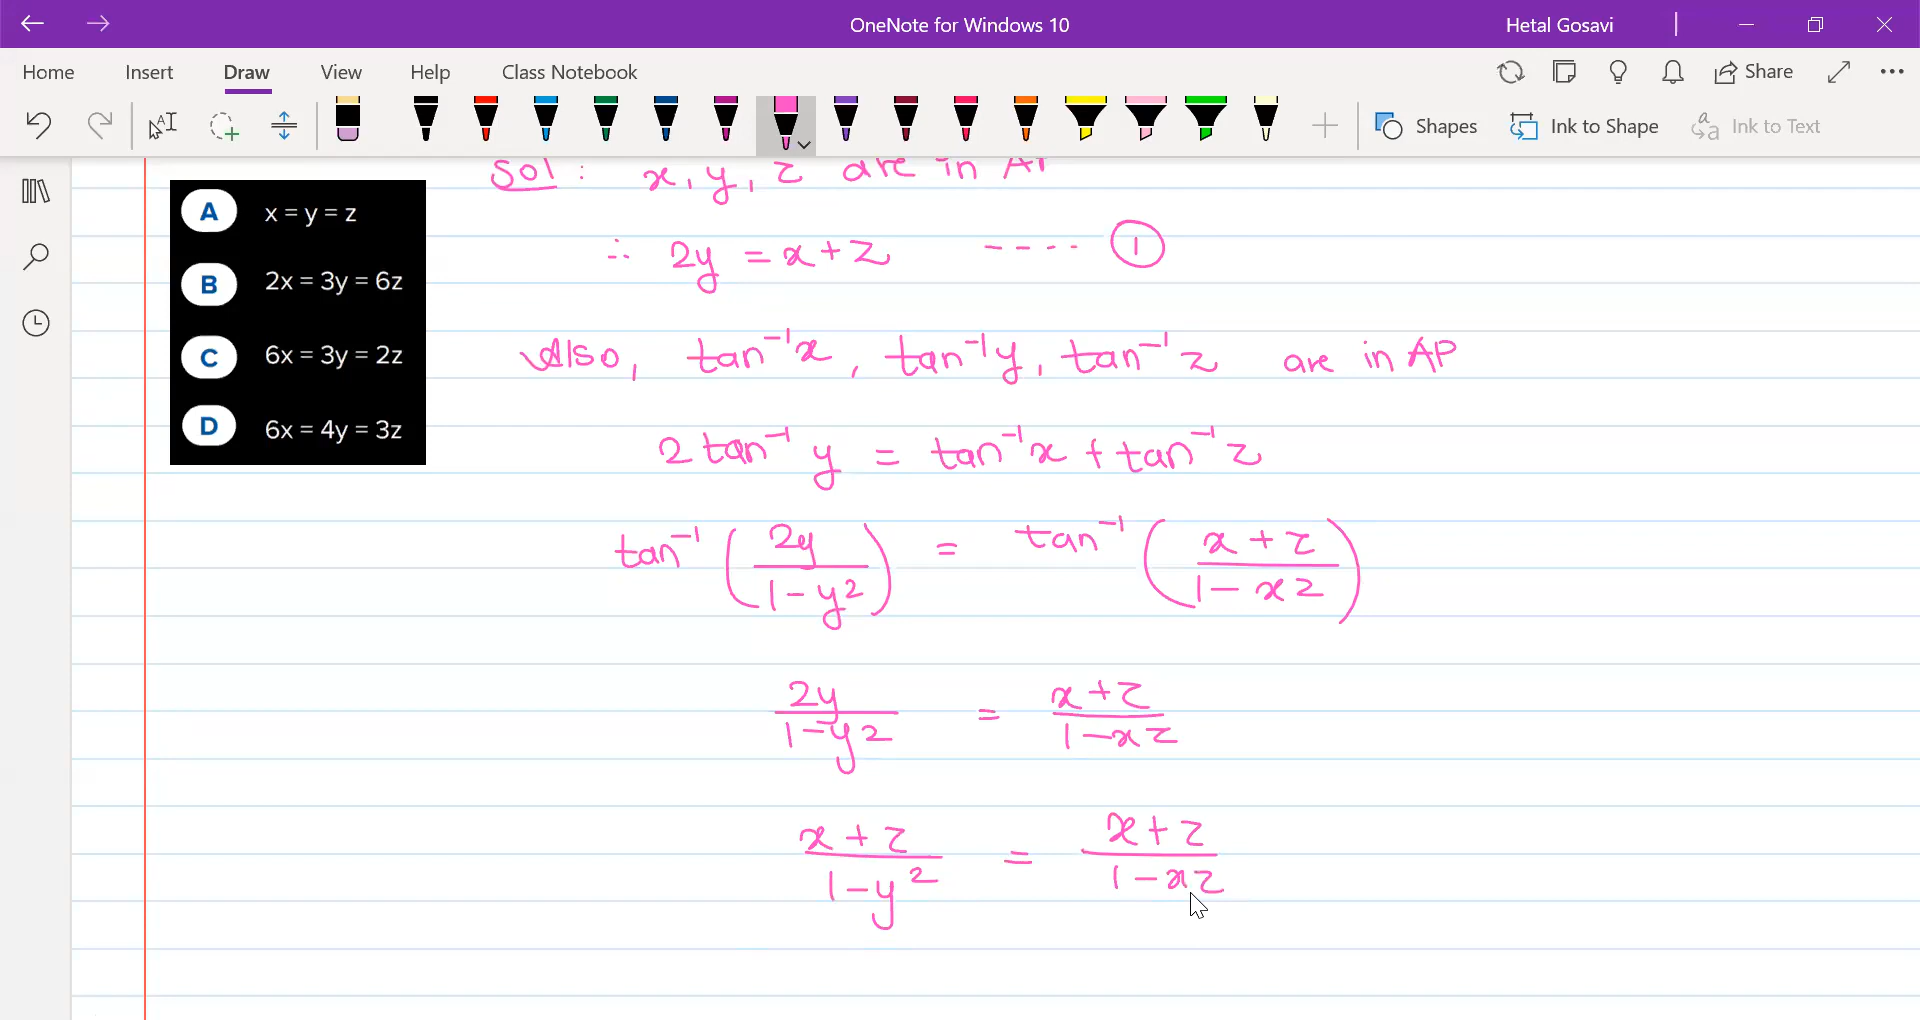 OneNote for Windows 10
Hetal Gosavi
Home Insert Draw View Help Class Notebook
Share
Shapes Ink to Shape Ink to Text
A x = y = z
B 2x = 3y = 6z
C 6x = 3y = 2z
D 6x = 4y = 3z
Sol : x, y, z are in AP
∴ 2y = x+z ---- ①
Also, tan⁻¹x, tan⁻¹y, tan⁻¹z are in AP
2 tan⁻¹ y = tan⁻¹x + tan⁻¹z
tan⁻¹ (2y / 1-y²) = tan⁻¹ (x+z / 1-xz)
2y / 1-y2 = x+z / 1-xz
x+z / 1-y² = x+z / 1-xz